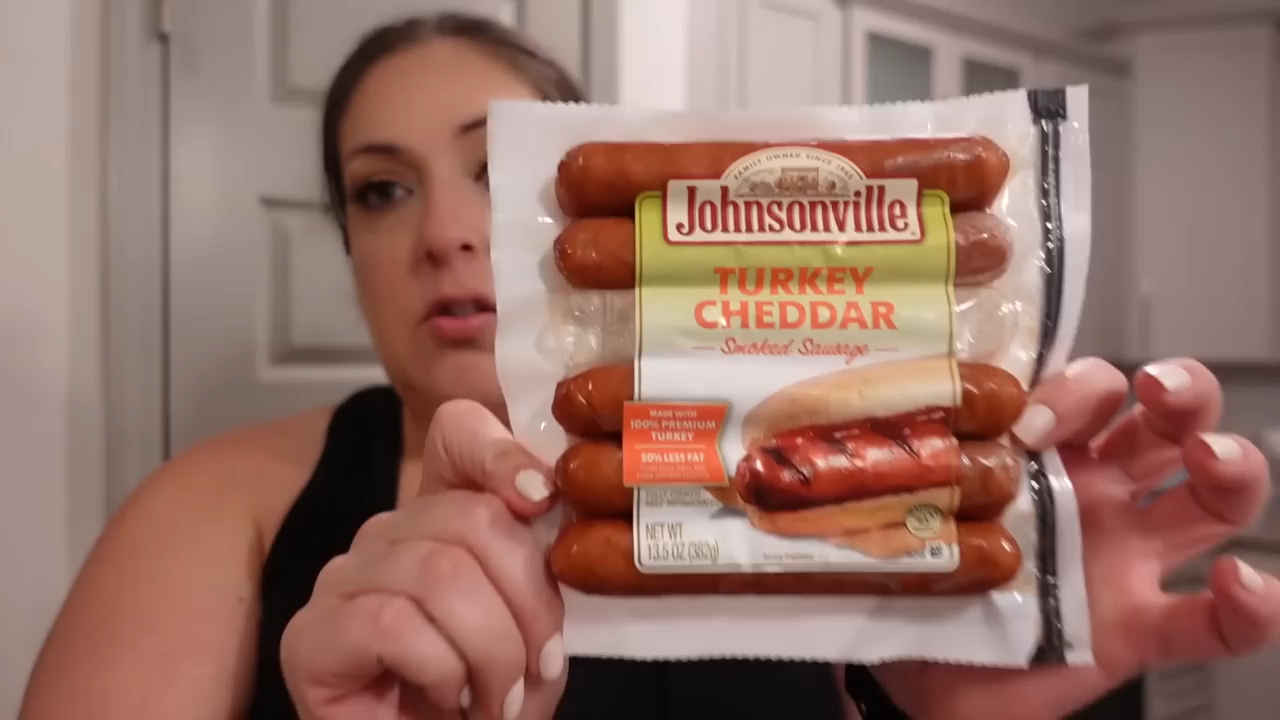 FAMILY OWNED SINCE 1945
Johnsonville
TURKEY
CHEDDAR
Smoked Sausage
MADE WITH
100% PREMIUM
TURKEY
50% LESS FAT
NET WT
13.5 OZ (382g)